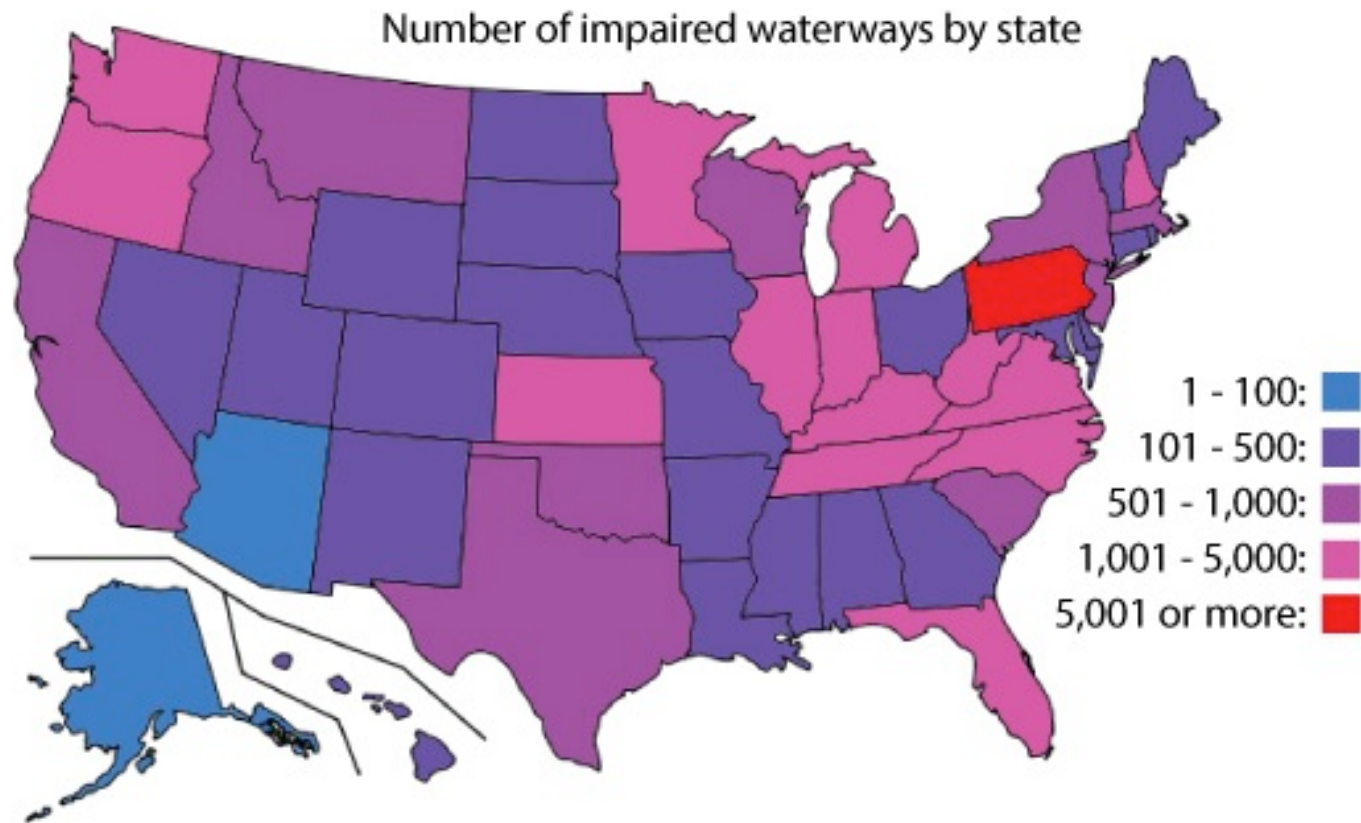 Number of impaired waterways by state
1 - 100:
101 - 500:
501 - 1,000:
1,001 - 5,000:
5,001 or more: